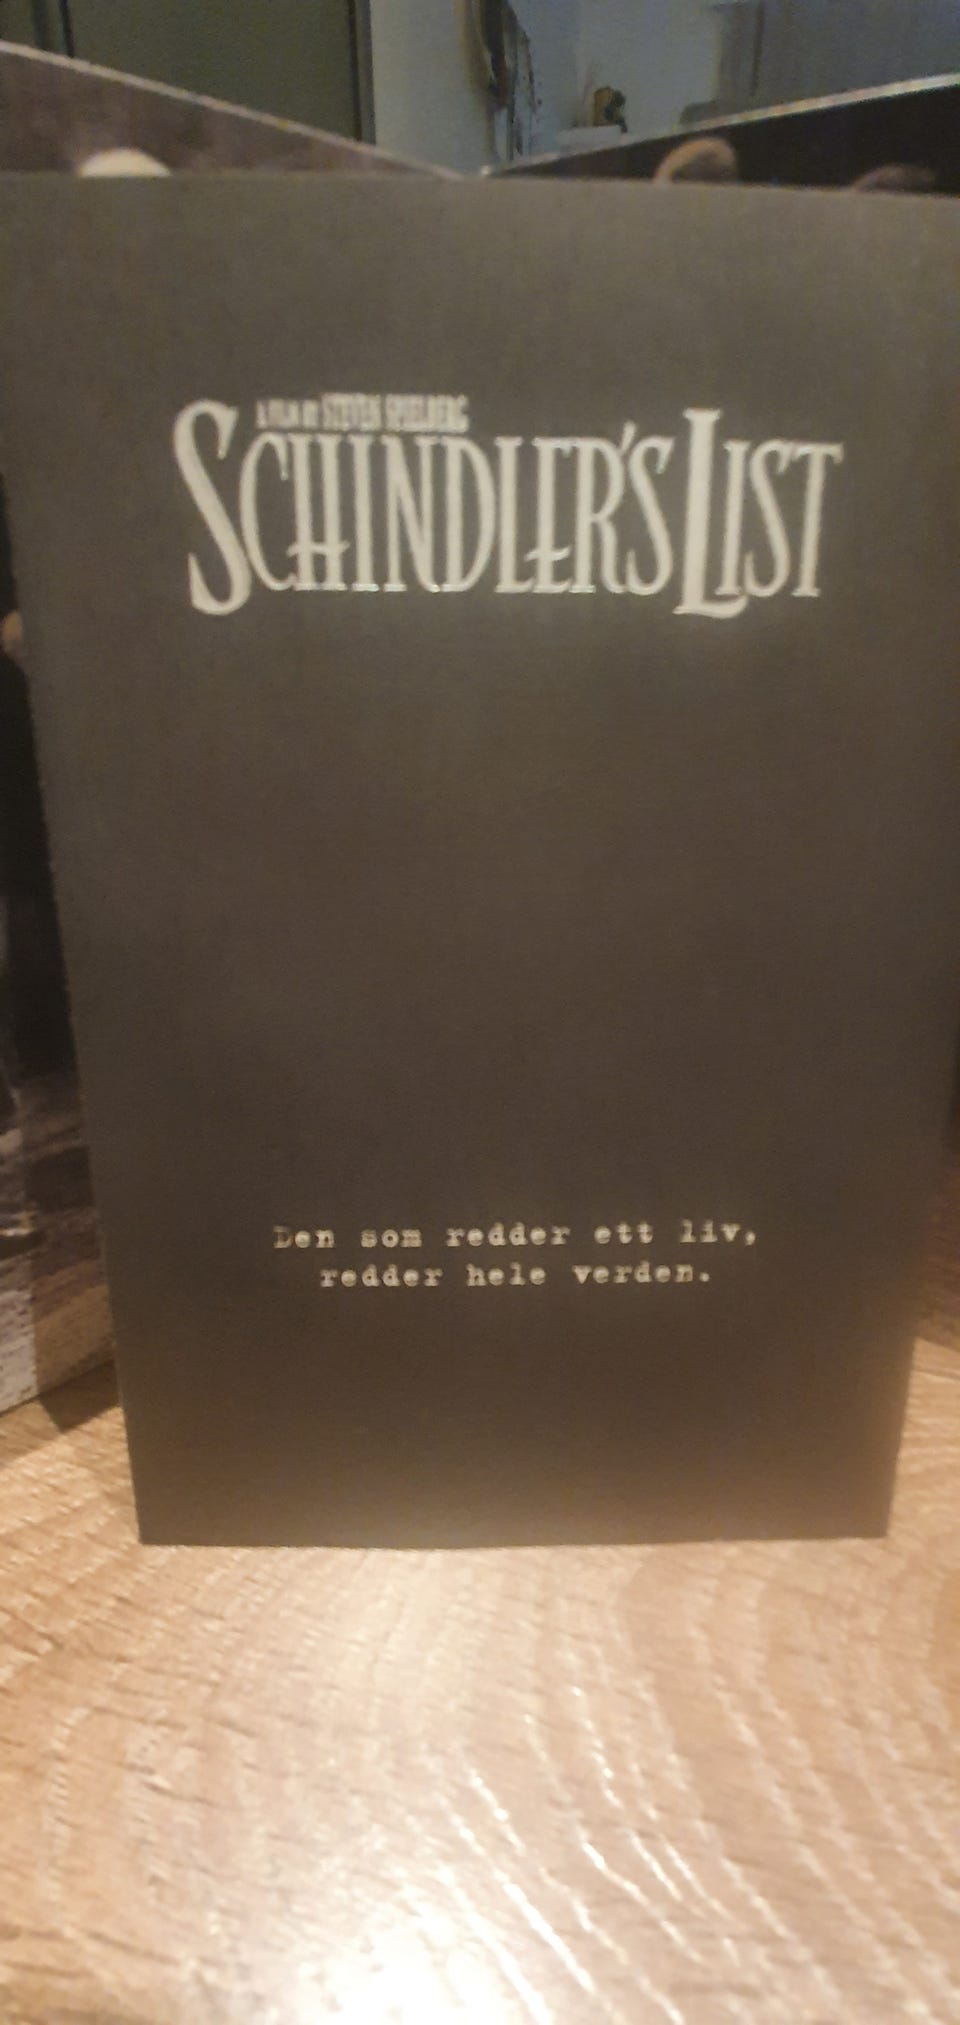 A FILM BY STEVEN SPIELBERG
SCHINDLER'S LIST
Den som redder ett liv,
redder hele verden.